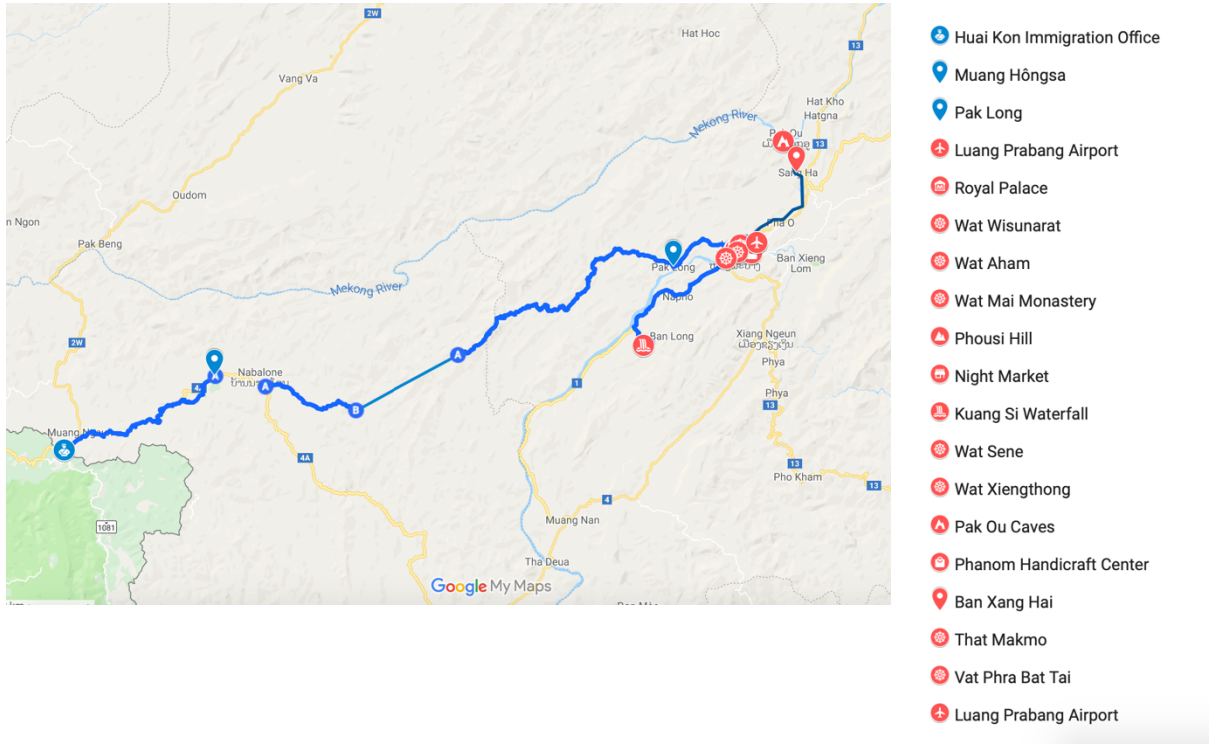 2W
Hat Hoc
13
Vang Va
Hat Kho
Hatgna
Mekong River
13
Sang Ha
Oudom
n Ngon
Pha O
Pak Beng
Ban Xieng
Lom
Pak Long
Mekong River
Napho
2W
Ban Long
Xiang Ngeun
Phya
A
Nabalone
A
A
4
1
Phya
13
B
Muang Ngeun
4A
13
Pho Kham
13
4
1081
Muang Nan
Tha Deua
Google My Maps
Huai Kon Immigration Office
Muang Hôngsa
Pak Long
Luang Prabang Airport
Royal Palace
Wat Wisunarat
Wat Aham
Wat Mai Monastery
Phousi Hill
Night Market
Kuang Si Waterfall
Wat Sene
Wat Xiengthong
Pak Ou Caves
Phanom Handicraft Center
Ban Xang Hai
That Makmo
Vat Phra Bat Tai
Luang Prabang Airport